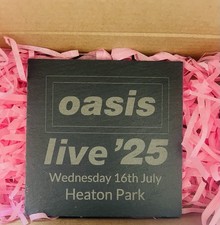 oasis
live '25
Wednesday 16th July
Heaton Park